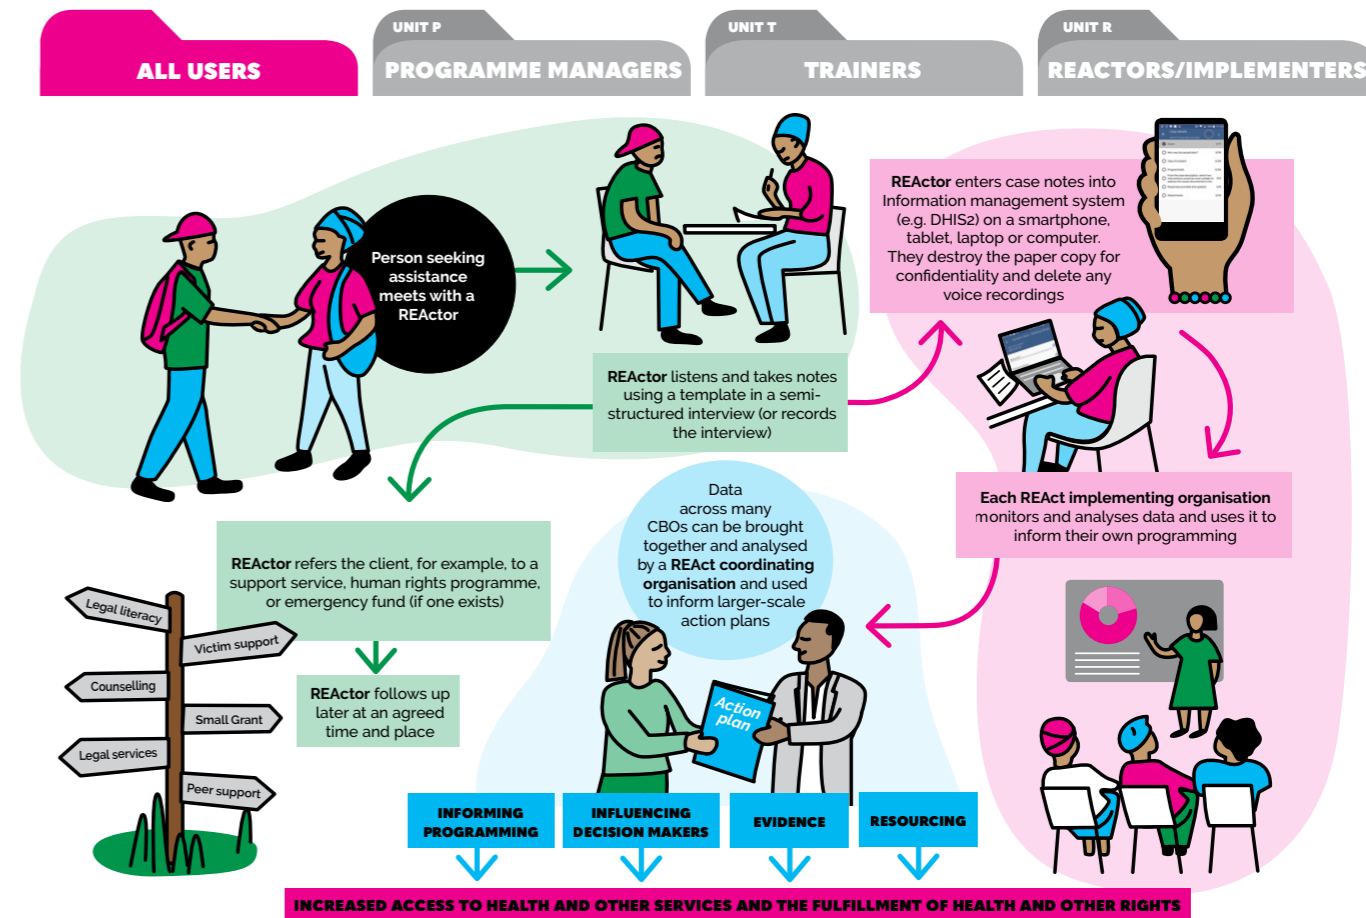 UNIT P
UNIT T
UNIT R
ALL USERS
PROGRAMME MANAGERS
TRAINERS
REACTORS/IMPLEMENTERS
Person seeking
assistance
meets with a
REActor
REActor listens and takes notes
using a template in a semi-
structured interview (or records
the interview)
REActor enters case notes into
Information management system
(e.g. DHIS2) on a smartphone,
tablet, laptop or computer.
They destroy the paper copy for
confidentiality and delete any
voice recordings
Each REAct implementing organisation
monitors and analyses data and uses it to
inform their own programming
Data
across many
CBOs can be brought
together and analysed
by a REAct coordinating
organisation and used
to inform larger-scale
action plans
REActor refers the client, for example, to a
support service, human rights programme,
or emergency fund (if one exists)
REActor follows up
later at an agreed
time and place
Legal literacy
Victim support
Counselling
Small Grant
Legal services
Peer support
Action
plan
INFORMING
PROGRAMMING
INFLUENCING
DECISION MAKERS
EVIDENCE
RESOURCING
INCREASED ACCESS TO HEALTH AND OTHER SERVICES AND THE FULFILLMENT OF HEALTH AND OTHER RIGHTS